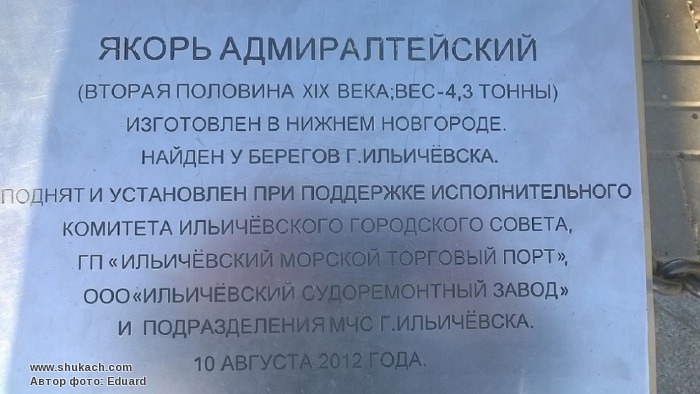 ЯКОРЬ АДМИРАЛТЕЙСКИЙ
(ВТОРАЯ ПОЛОВИНА XIX ВЕКА;ВЕС-4,3 ТОННЫ)
ИЗГОТОВЛЕН В НИЖНЕМ НОВГОРОДЕ.
НАЙДЕН У БЕРЕГОВ Г.ИЛЬИЧЁВСКА.
ПОДНЯТ И УСТАНОВЛЕН ПРИ ПОДДЕРЖКЕ ИСПОЛНИТЕЛЬНОГО
КОМИТЕТА ИЛЬИЧЁВСКОГО ГОРОДСКОГО СОВЕТА,
ГП «ИЛЬИЧЁВСКИЙ МОРСКОЙ ТОРГОВЫЙ ПОРТ»,
ООО«ИЛЬИЧЁВСКИЙ СУДОРЕМОНТНЫЙ ЗАВОД»
И ПОДРАЗДЕЛЕНИЯ МЧС Г.ИЛЬИЧЁВСКА.
10 АВГУСТА 2012 ГОДА.
www.shukach.com
Автор фото: Eduard